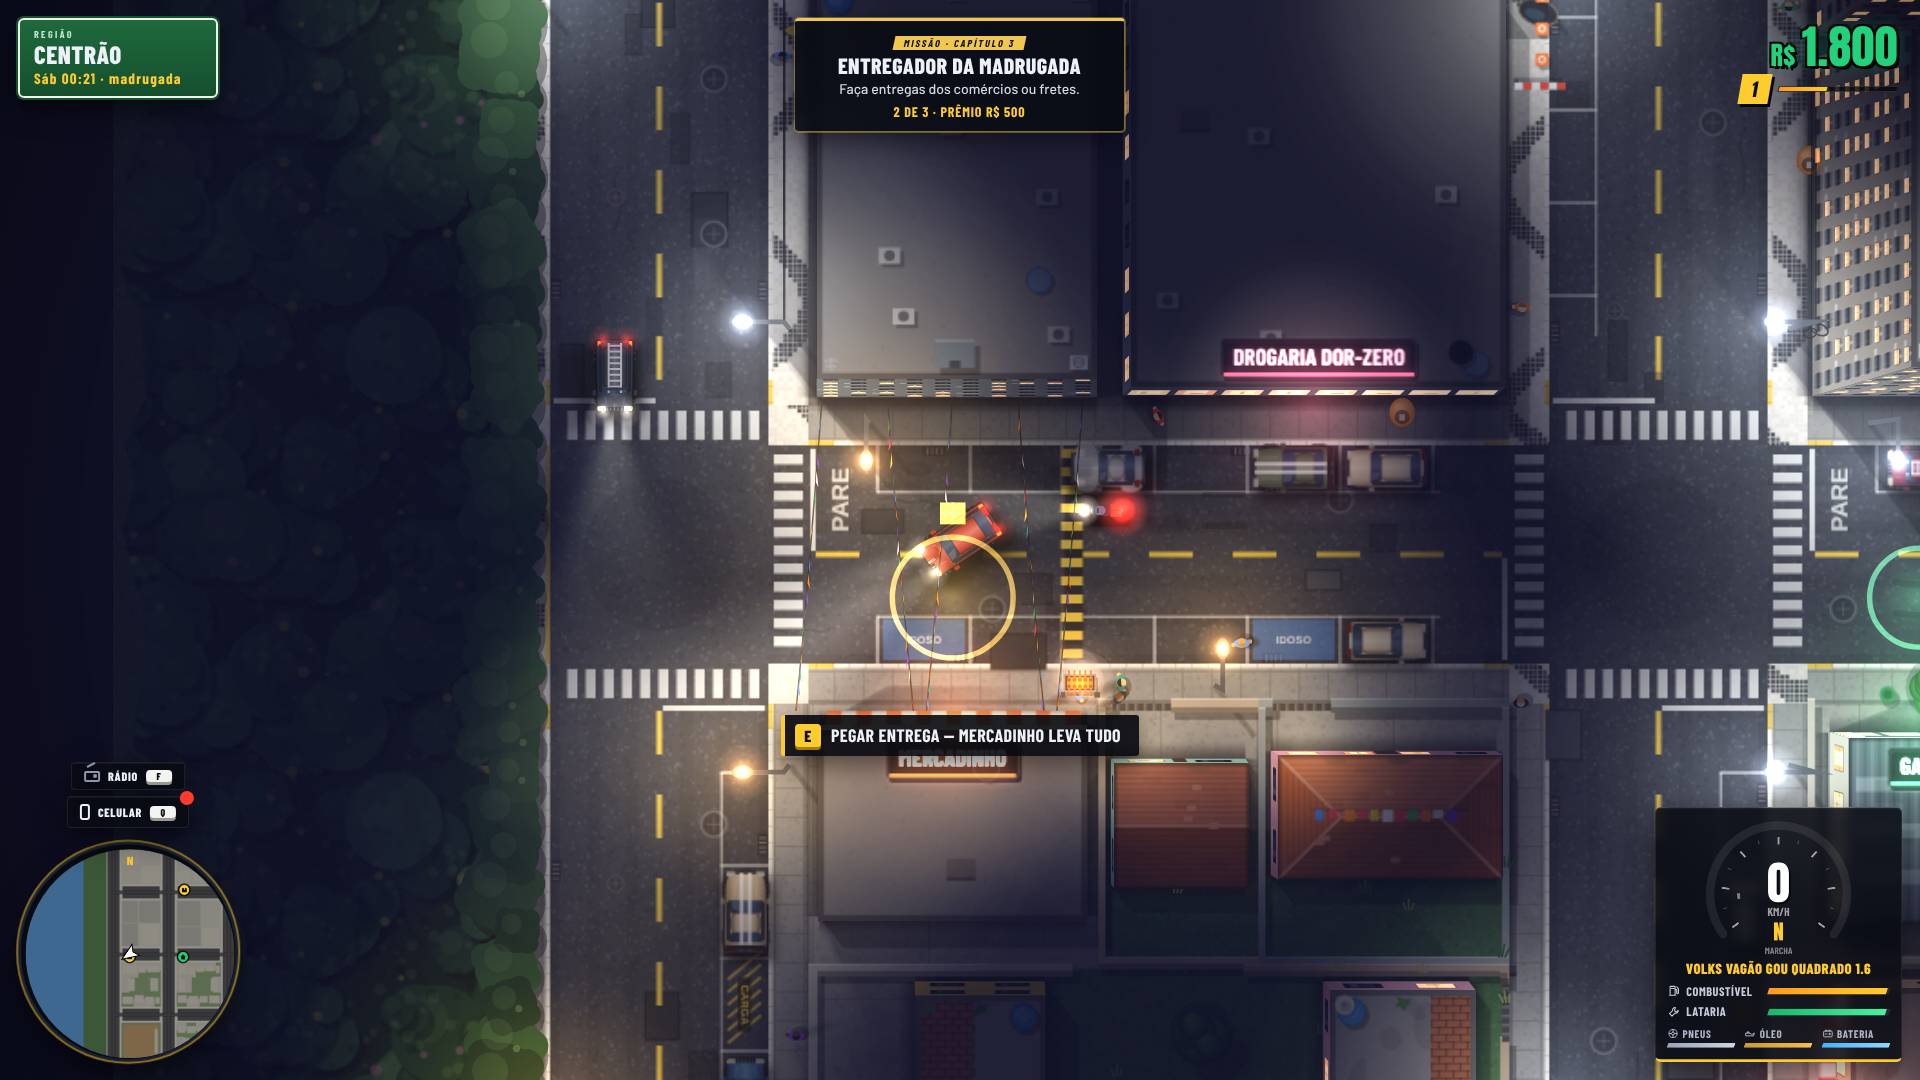 REGIÃO
CENTRÃO
Sáb 00:21 · madrugada
MISSÃO · CAPÍTULO 3
ENTREGADOR DA MADRUGADA
Faça entregas dos comércios ou fretes.
2 DE 3 · PRÊMIO R$ 500
R$ 1.800
1
DROGARIA DOR-ZERO
PARE
PARE
IDOSO
E PEGAR ENTREGA — MERCADINHO LEVA TUDO
MERCADINHO
RÁDIO F
CELULAR Q
N
CARGA
0
KM/H
N
MARCHA
VOLKS VAGÃO GOU QUADRADO 1.6
COMBUSTÍVEL
LATARIA
PNEUS ÓLEO BATERIA